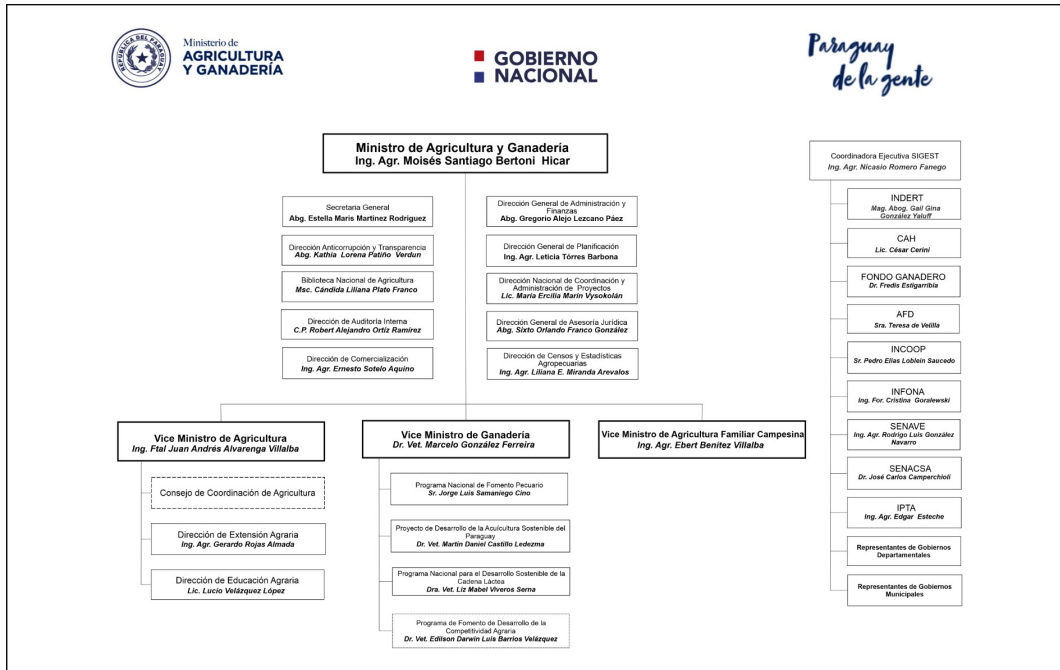 REPUBLICA DEL PARAGUAY
Ministerio de
AGRICULTURA
Y GANADERÍA
GOBIERNO
NACIONAL
Paraguay
de la gente
Ministro de Agricultura y Ganadería
Ing. Agr. Moisés Santiago Bertoni Hicar
Secretaria General
Abg. Estella Maris Martínez Rodríguez
Dirección General de Administración y
Finanzas
Abg. Gregorio Alejo Lezcano Páez
Dirección Anticorrupción y Transparencia
Abg. Kathia Lorena Patiño Verdun
Dirección General de Planificación
Ing. Agr. Leticia Tórres Barbona
Biblioteca Nacional de Agricultura
Msc. Cándida Liliana Plate Franco
Dirección Nacional de Coordinación y
Administración de Proyectos
Lic. María Ercilia Marín Vysokolán
Dirección de Auditoría Interna
C.P. Robert Alejandro Ortíz Ramírez
Dirección General de Asesoría Jurídica
Abg. Sixto Orlando Franco González
Dirección de Comercialización
Ing. Agr. Ernesto Sotelo Aquino
Dirección de Censos y Estadísticas
Agropecuarias
Ing. Agr. Liliana E. Miranda Arevalos
Vice Ministro de Agricultura
Ing. Ftal Juan Andrés Alvarenga Villalba
Consejo de Coordinación de Agricultura
Dirección de Extensión Agraria
Ing. Agr. Gerardo Rojas Almada
Dirección de Educación Agraria
Lic. Lucio Velázquez López
Vice Ministro de Ganadería
Dr. Vet. Marcelo González Ferreira
Programa Nacional de Fomento Pecuario
Sr. Jorge Luis Samaniego Cino
Proyecto de Desarrollo de la Acuicultura Sostenible del
Paraguay
Dr. Vet. Martín Daniel Castillo Ledezma
Programa Nacional para el Desarrollo Sostenible de la
Cadena Láctea
Dra. Vet. Liz Mabel Viveros Serna
Programa de Fomento de Desarrollo de la
Competitividad Agraria
Dr. Vet. Edilson Darwin Luis Barrios Velázquez
Vice Ministro de Agricultura Familiar Campesina
Ing. Agr. Ebert Benítez Villalba
Coordinadora Ejecutiva SIGEST
Ing. Agr. Nicasio Romero Fanego
INDERT
Mag. Abog. Gail Gina
González Yaluff
CAH
Lic. César Cerini
FONDO GANADERO
Dr. Fredis Estigarribia
AFD
Sra. Teresa de Velilla
INCOOP
Sr. Pedro Elias Loblein Saucedo
INFONA
Ing. For. Cristina Goralewski
SENAVE
Ing. Agr. Rodrigo Luis González
Navarro
SENACSA
Dr. José Carlos Camperchioli
IPTA
Ing. Agr. Edgar Esteche
Representantes de Gobiernos
Departamentales
Representantes de Gobiernos
Municipales